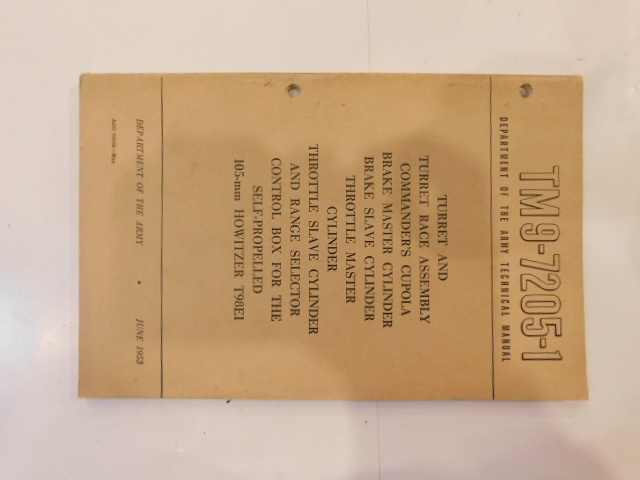 TM 9-7205-1
DEPARTMENT OF THE ARMY TECHNICAL MANUAL
TURRET AND
TURRET RACE ASSEMBLY
COMMANDER'S CUPOLA
BRAKE MASTER CYLINDER
BRAKE SLAVE CYLINDER
THROTTLE MASTER
CYLINDER
THROTTLE SLAVE CYLINDER
AND RANGE SELECTOR
CONTROL BOX FOR THE
SELF-PROPELLED
105-mm HOWITZER T98E1
DEPARTMENT OF THE ARMY • JUNE 1953